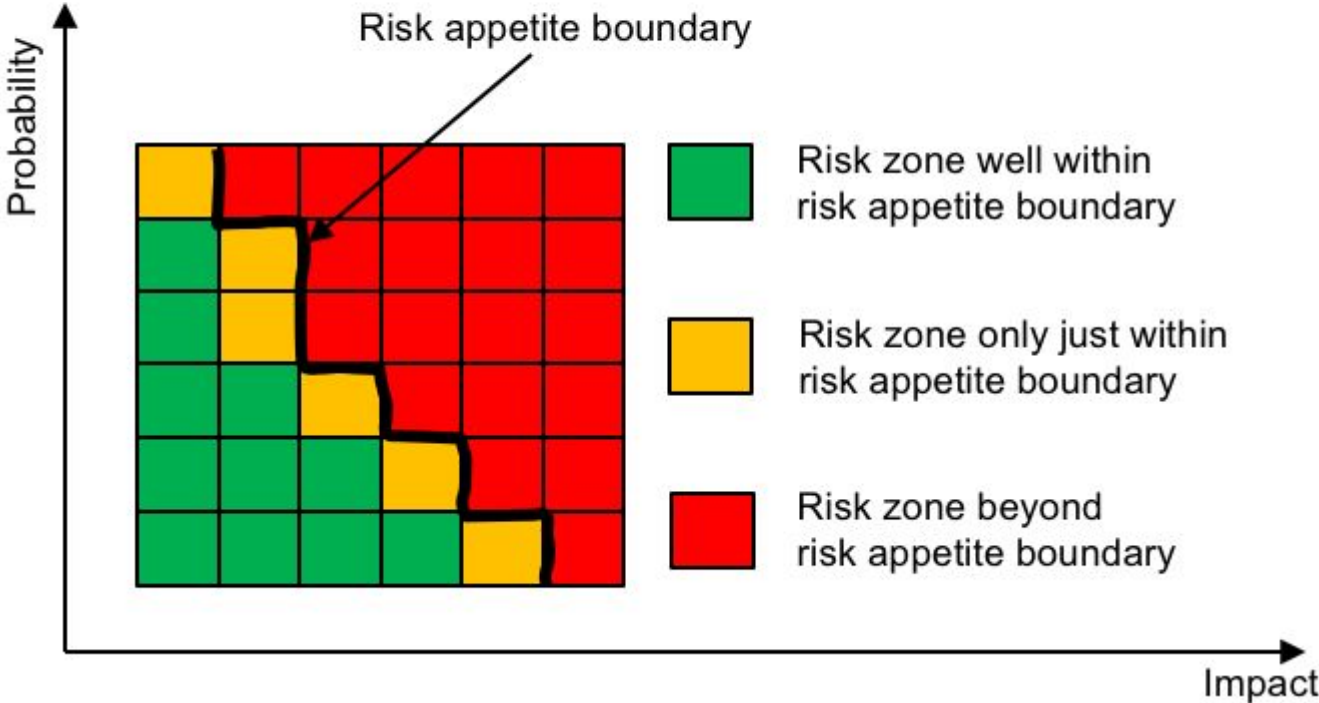 Risk appetite boundary
Probability
Risk zone well within
risk appetite boundary
Risk zone only just within
risk appetite boundary
Risk zone beyond
risk appetite boundary
Impact